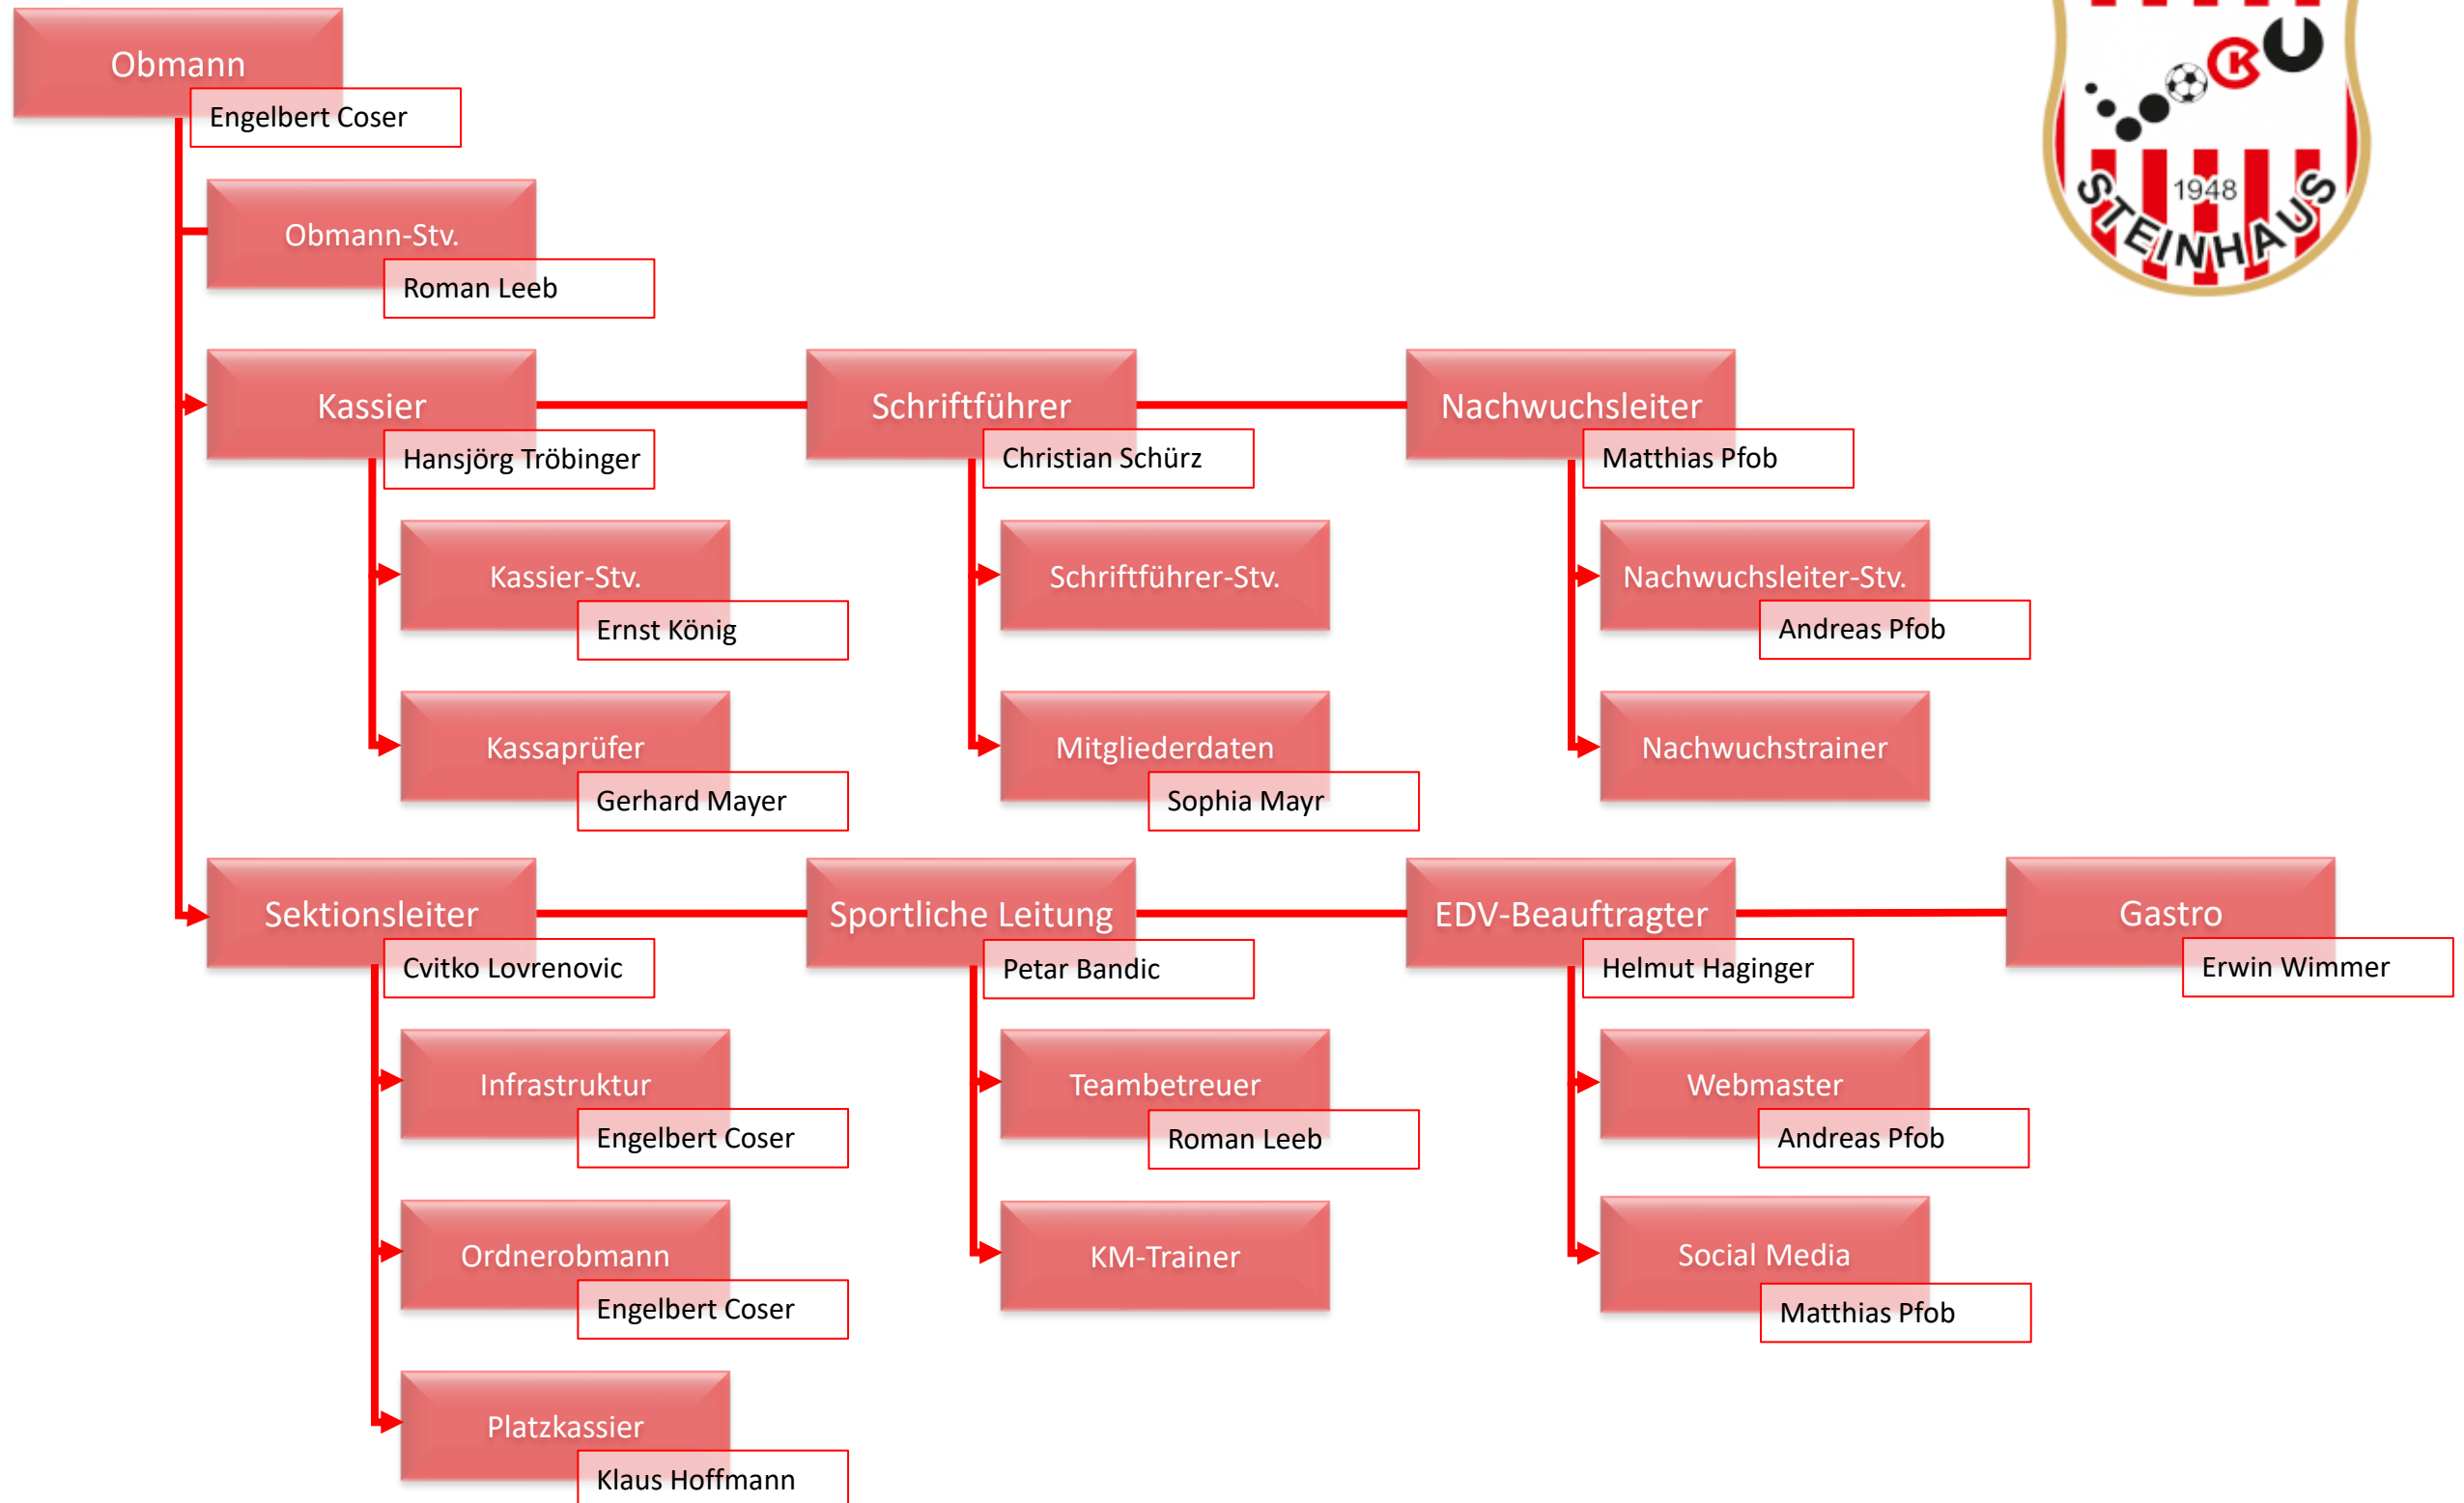 Obmann
Engelbert Coser
Obmann-Stv.
Roman Leeb
Kassier
Hansjörg Tröbinger
Schriftführer
Christian Schürz
Nachwuchsleiter
Matthias Pfob
Kassier-Stv.
Ernst König
Schriftführer-Stv.
Nachwuchsleiter-Stv.
Andreas Pfob
Kassaprüfer
Gerhard Mayer
Mitgliederdaten
Sophia Mayr
Nachwuchstrainer
Sektionsleiter
Cvitko Lovrenovic
Sportliche Leitung
Petar Bandic
EDV-Beauftragter
Helmut Haginger
Gastro
Erwin Wimmer
Infrastruktur
Engelbert Coser
Teambetreuer
Roman Leeb
Webmaster
Andreas Pfob
Ordnerobmann
Engelbert Coser
KM-Trainer
Social Media
Matthias Pfob
Platzkassier
Klaus Hoffmann
1948
STEINHAUS